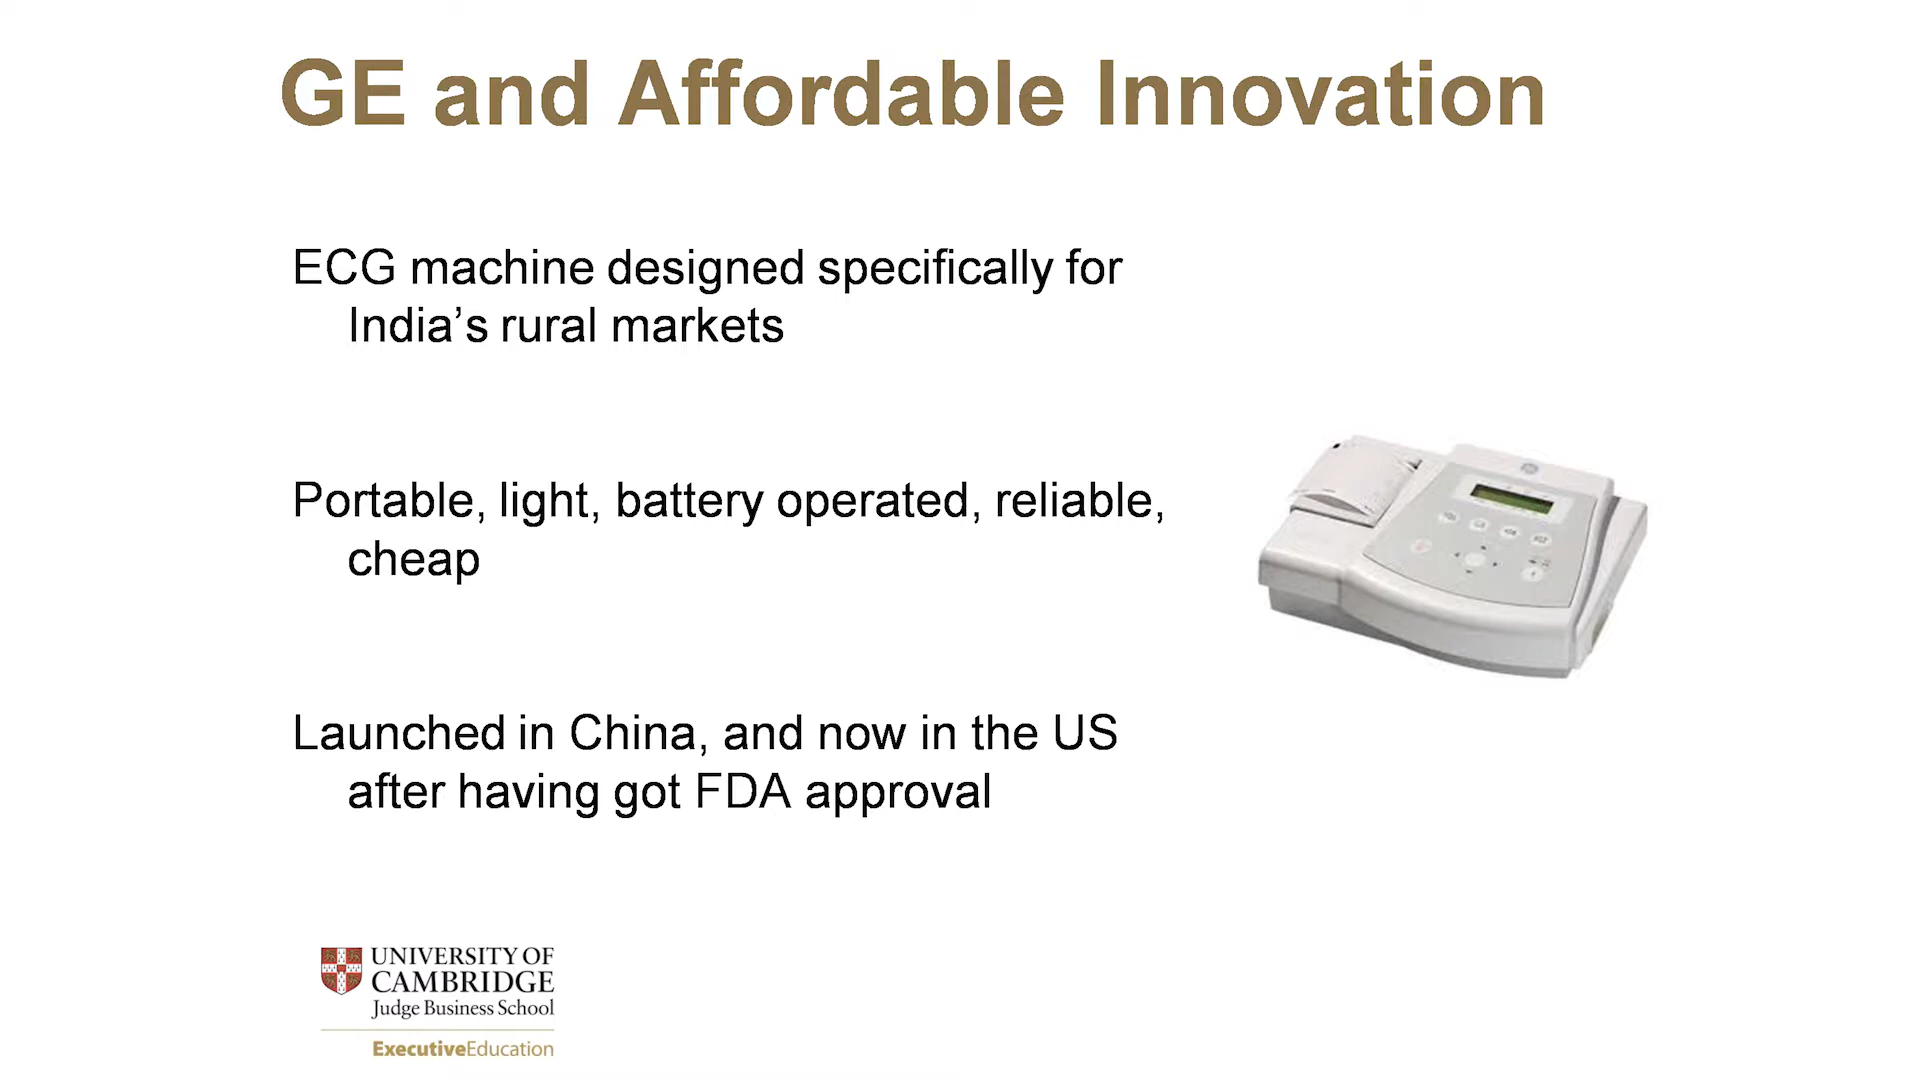 GE and Affordable Innovation
ECG machine designed specifically for
India’s rural markets
Portable, light, battery operated, reliable,
cheap
Launched in China, and now in the US
after having got FDA approval
UNIVERSITY OF
CAMBRIDGE
Judge Business School
ExecutiveEducation